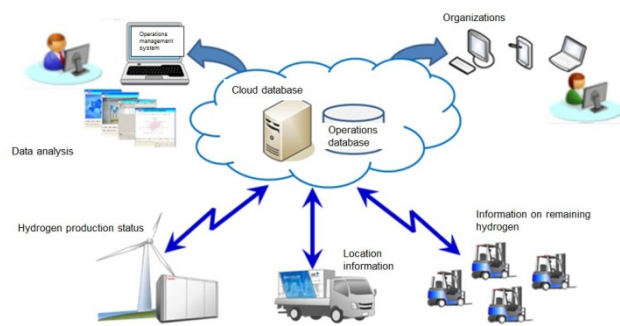 Operations
management
system
Organizations
Cloud database
Operations
database
Data analysis
Hydrogen production status
Location
information
Information on remaining
hydrogen